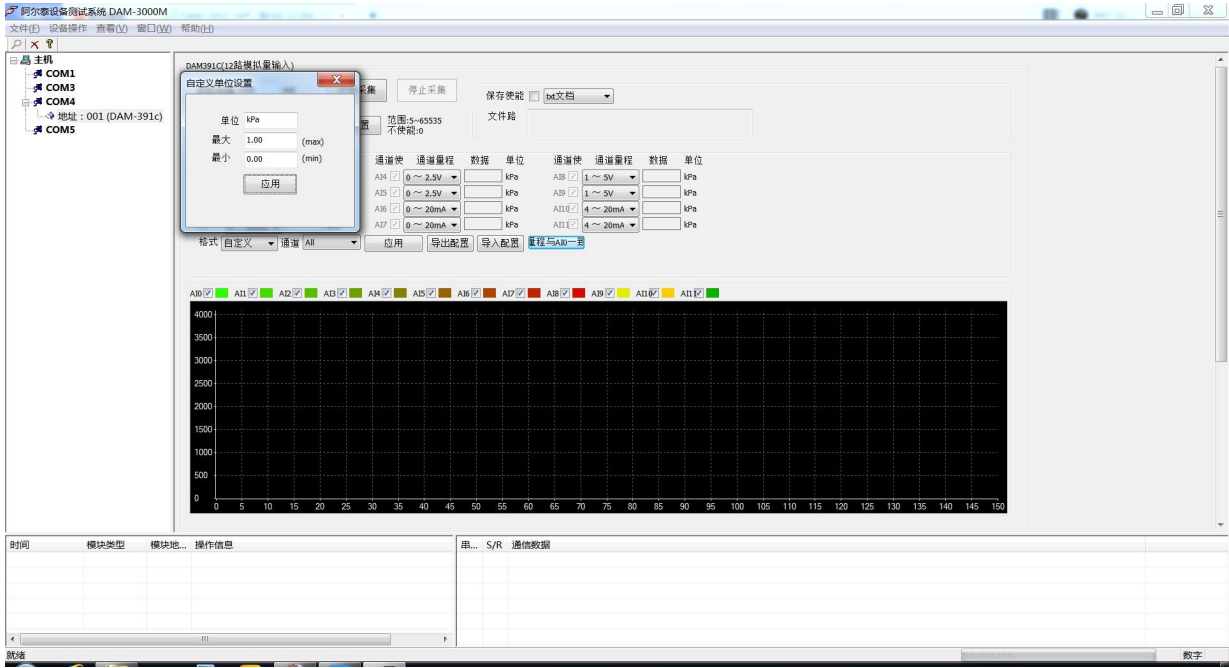 阿尔泰设备测试系统 DAM-3000M
文件(F) 设备操作 查看(V) 窗口(W) 帮助(H)
主机
COM1
COM3
COM4
地址：001 (DAM-391c)
COM5
DAM391C(12路模拟量输入)
自定义单位设置
单位 kPa
最大 1.00 (max)
最小 0.00 (min)
应用
采集 停止采集
置 范围:5~65535
不使能:0
保存使能 txt文档
文件路
通道使 通道量程 数据 单位 通道使 通道量程 数据 单位
AI4 0 ～ 2.5V kPa AI8 1 ～ 5V kPa
AI5 0 ～ 2.5V kPa AI9 1 ～ 5V kPa
AI6 0 ～ 20mA kPa AI10 4 ～ 20mA kPa
AI7 0 ～ 20mA kPa AI11 4 ～ 20mA kPa
格式 自定义 通道 All 应用 导出配置 导入配置 量程与AI0一致
AI0 AI1 AI2 AI3 AI4 AI5 AI6 AI7 AI8 AI9 AI10 AI11
4000
3500
3000
2500
2000
1500
1000
500
0
0 5 10 15 20 25 30 35 40 45 50 55 60 65 70 75 80 85 90 95 100 105 110 115 120 125 130 135 140 145 150
时间 模块类型 模块地... 操作信息
串... S/R 通信数据
就绪 数字